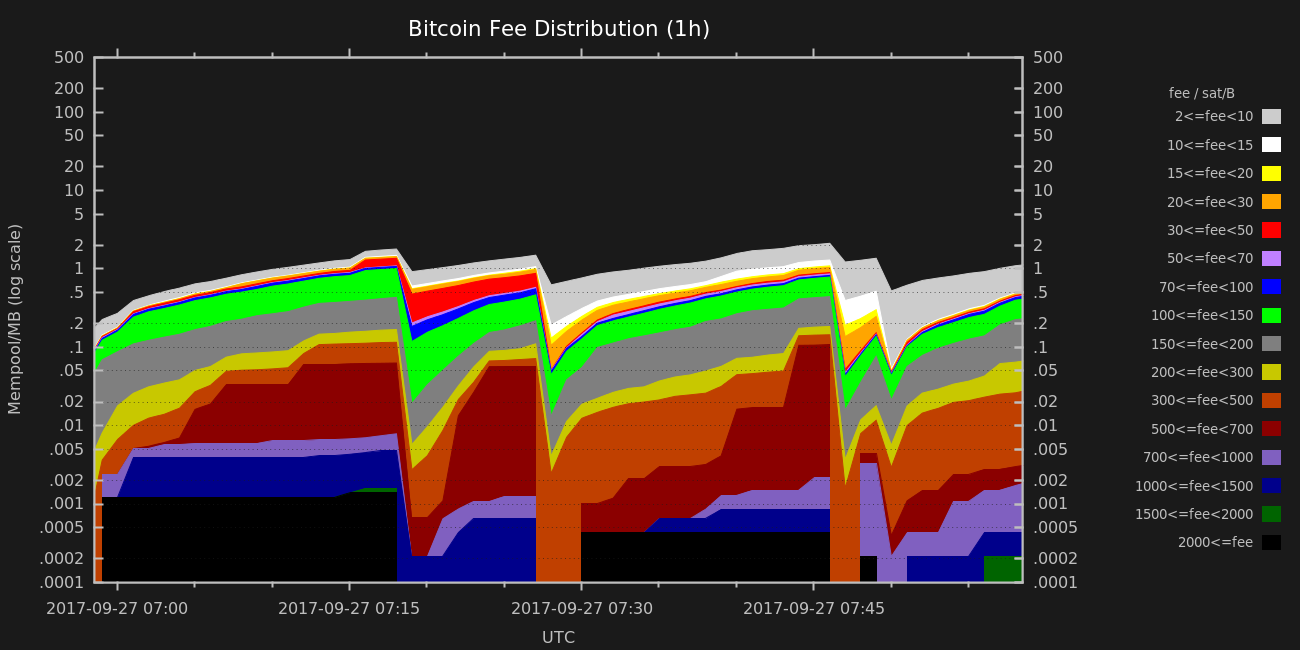 Bitcoin Fee Distribution (1h)
Mempool/MB (log scale)
500
200
100
50
20
10
5
2
1
.5
.2
.1
.05
.02
.01
.005
.002
.001
.0005
.0002
.0001
500
200
100
50
20
10
5
2
1
.5
.2
.1
.05
.02
.01
.005
.002
.001
.0005
.0002
.0001
2017-09-27 07:00
2017-09-27 07:15
2017-09-27 07:30
2017-09-27 07:45
UTC
fee / sat/B
2<=fee<10
10<=fee<15
15<=fee<20
20<=fee<30
30<=fee<50
50<=fee<70
70<=fee<100
100<=fee<150
150<=fee<200
200<=fee<300
300<=fee<500
500<=fee<700
700<=fee<1000
1000<=fee<1500
1500<=fee<2000
2000<=fee